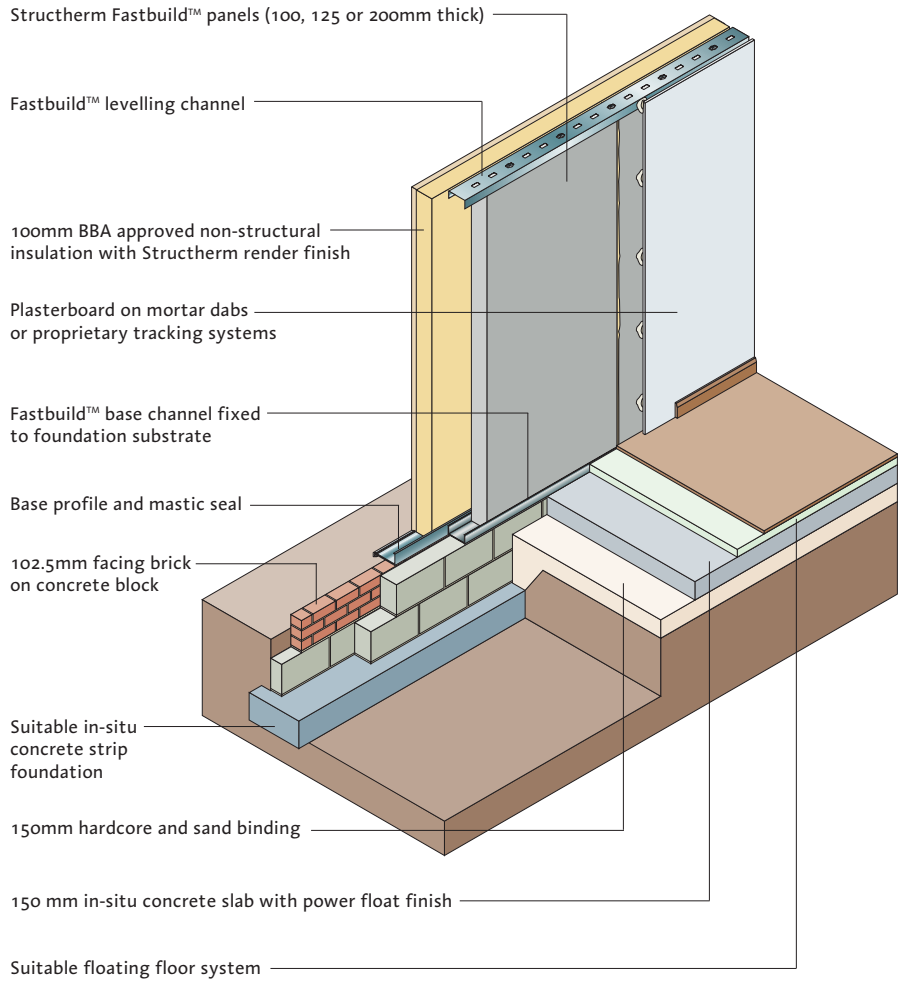 Structherm Fastbuild™ panels (100, 125 or 200mm thick)
Fastbuild™ levelling channel
100mm BBA approved non-structural
insulation with Structherm render finish
Plasterboard on mortar dabs
or proprietary tracking systems
Fastbuild™ base channel fixed
to foundation substrate
Base profile and mastic seal
102.5mm facing brick
on concrete block
Suitable in-situ
concrete strip
foundation
150mm hardcore and sand binding
150 mm in-situ concrete slab with power float finish
Suitable floating floor system